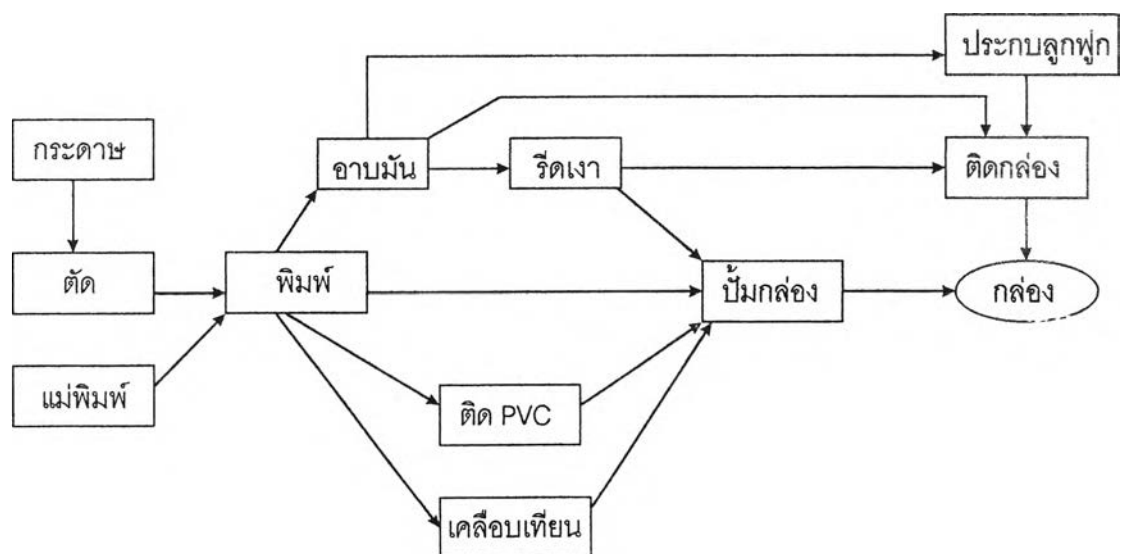 ประกบลูกฟูก
กระดาษ
อาบมัน
รีดเงา
ติดกล่อง
ตัด
พิมพ์
ปั้มกล่อง
กล่อง
แม่พิมพ์
ติด PVC
เคลือบเทียน